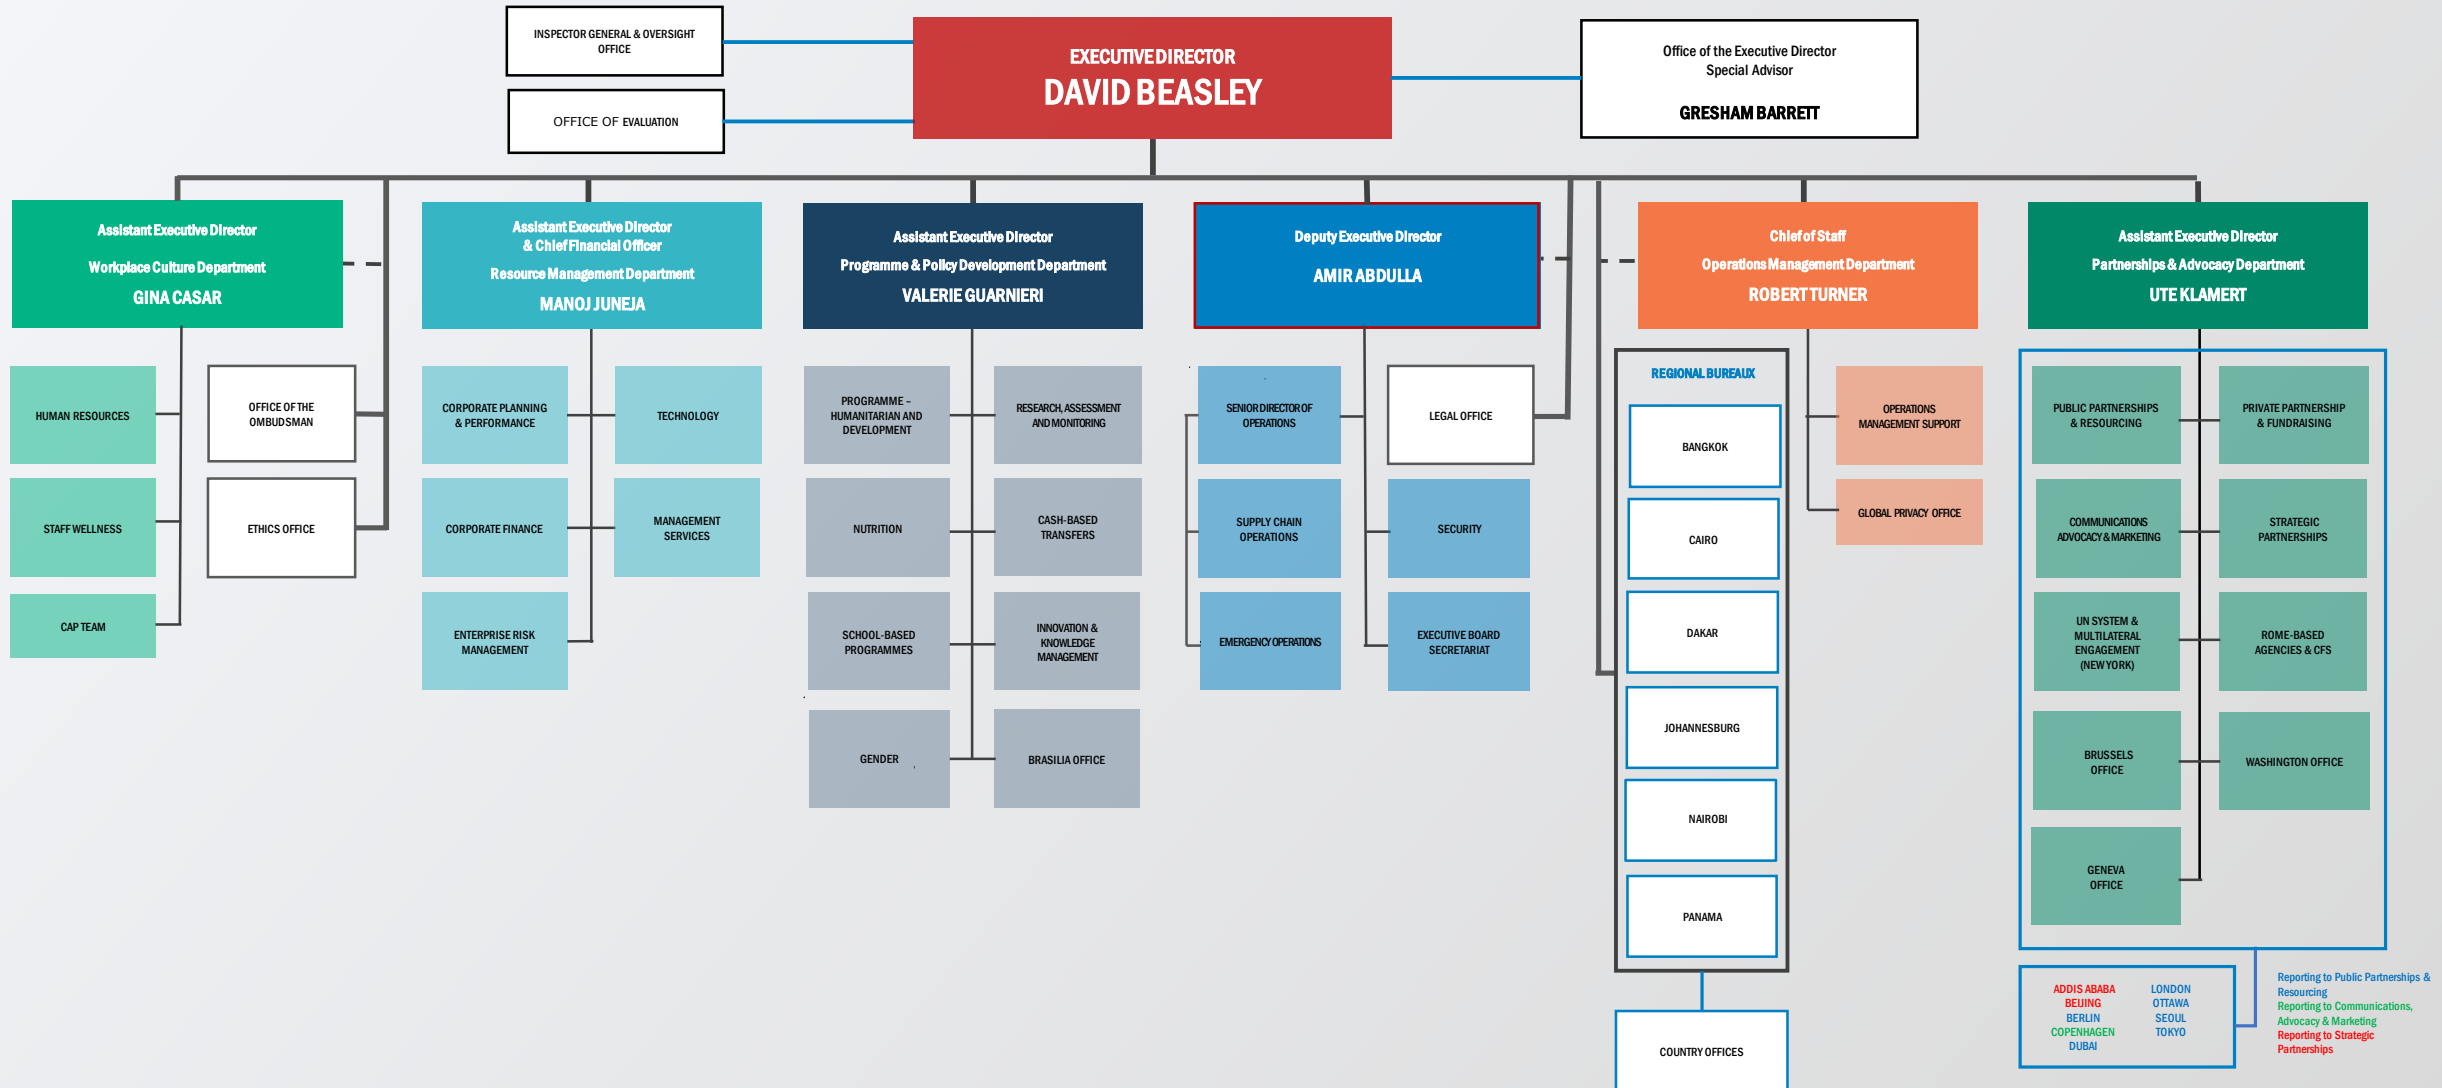 INSPECTOR GENERAL & OVERSIGHT
OFFICE
OFFICE OF EVALUATION
EXECUTIVE DIRECTOR
DAVID BEASLEY
Office of the Executive Director
Special Advisor
GRESHAM BARRETT
Assistant Executive Director
Workplace Culture Department
GINA CASAR
Assistant Executive Director
& Chief Financial Officer
Resource Management Department
MANOJ JUNEJA
Assistant Executive Director
Programme & Policy Development Department
VALERIE GUARNIERI
Deputy Executive Director
AMIR ABDULLA
Chief of Staff
Operations Management Department
ROBERT TURNER
Assistant Executive Director
Partnerships & Advocacy Department
UTE KLAMERT
HUMAN RESOURCES
STAFF WELLNESS
CAP TEAM
OFFICE OF THE
OMBUDSMAN
ETHICS OFFICE
CORPORATE PLANNING
& PERFORMANCE
CORPORATE FINANCE
ENTERPRISE RISK
MANAGEMENT
TECHNOLOGY
MANAGEMENT
SERVICES
PROGRAMME –
HUMANITARIAN AND
DEVELOPMENT
NUTRITION
SCHOOL-BASED
PROGRAMMES
GENDER
RESEARCH, ASSESSMENT
AND MONITORING
CASH-BASED
TRANSFERS
INNOVATION &
KNOWLEDGE
MANAGEMENT
BRASILIA OFFICE
SENIOR DIRECTOR OF
OPERATIONS
SUPPLY CHAIN
OPERATIONS
EMERGENCY OPERATIONS
LEGAL OFFICE
SECURITY
EXECUTIVE BOARD
SECRETARIAT
REGIONAL BUREAUX
BANGKOK
CAIRO
DAKAR
JOHANNESBURG
NAIROBI
PANAMA
COUNTRY OFFICES
OPERATIONS
MANAGEMENT SUPPORT
GLOBAL PRIVACY OFFICE
PUBLIC PARTNERSHIPS
& RESOURCING
COMMUNICATIONS
ADVOCACY & MARKETING
UN SYSTEM &
MULTILATERAL
ENGAGEMENT
(NEW YORK)
BRUSSELS
OFFICE
GENEVA
OFFICE
PRIVATE PARTNERSHIP
& FUNDRAISING
STRATEGIC
PARTNERSHIPS
ROME-BASED
AGENCIES & CFS
WASHINGTON OFFICE
ADDIS ABABA
BEIJING
BERLIN
COPENHAGEN
DUBAI
LONDON
OTTAWA
SEOUL
TOKYO
Reporting to Public Partnerships &
Resourcing
Reporting to Communications,
Advocacy & Marketing
Reporting to Strategic
Partnerships